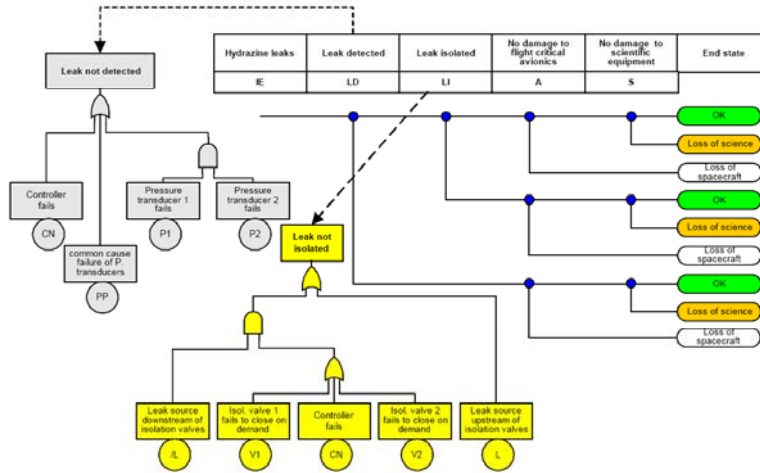 Hydrazine leaks
Leak detected
Leak isolated
No damage to
flight critical
avionics
No damage to
scientific
equipment
End state
IE
LD
LI
A
S
Leak not detected
OK
Loss of science
Loss of
spacecraft
OK
Loss of science
Loss of
spacecraft
OK
Loss of science
Loss of
spacecraft
Controller
fails
CN
Pressure
transducer 1
fails
P1
Pressure
transducer 2
fails
P2
common cause
failure of P.
transducers
PP
Leak not
isolated
Leak source
downstream of
isolation valves
/L
Isol. valve 1
fails to close on
demand
V1
Controller
fails
CN
Isol. valve 2
fails to close on
demand
V2
Leak source
upstream of
isolation valves
L